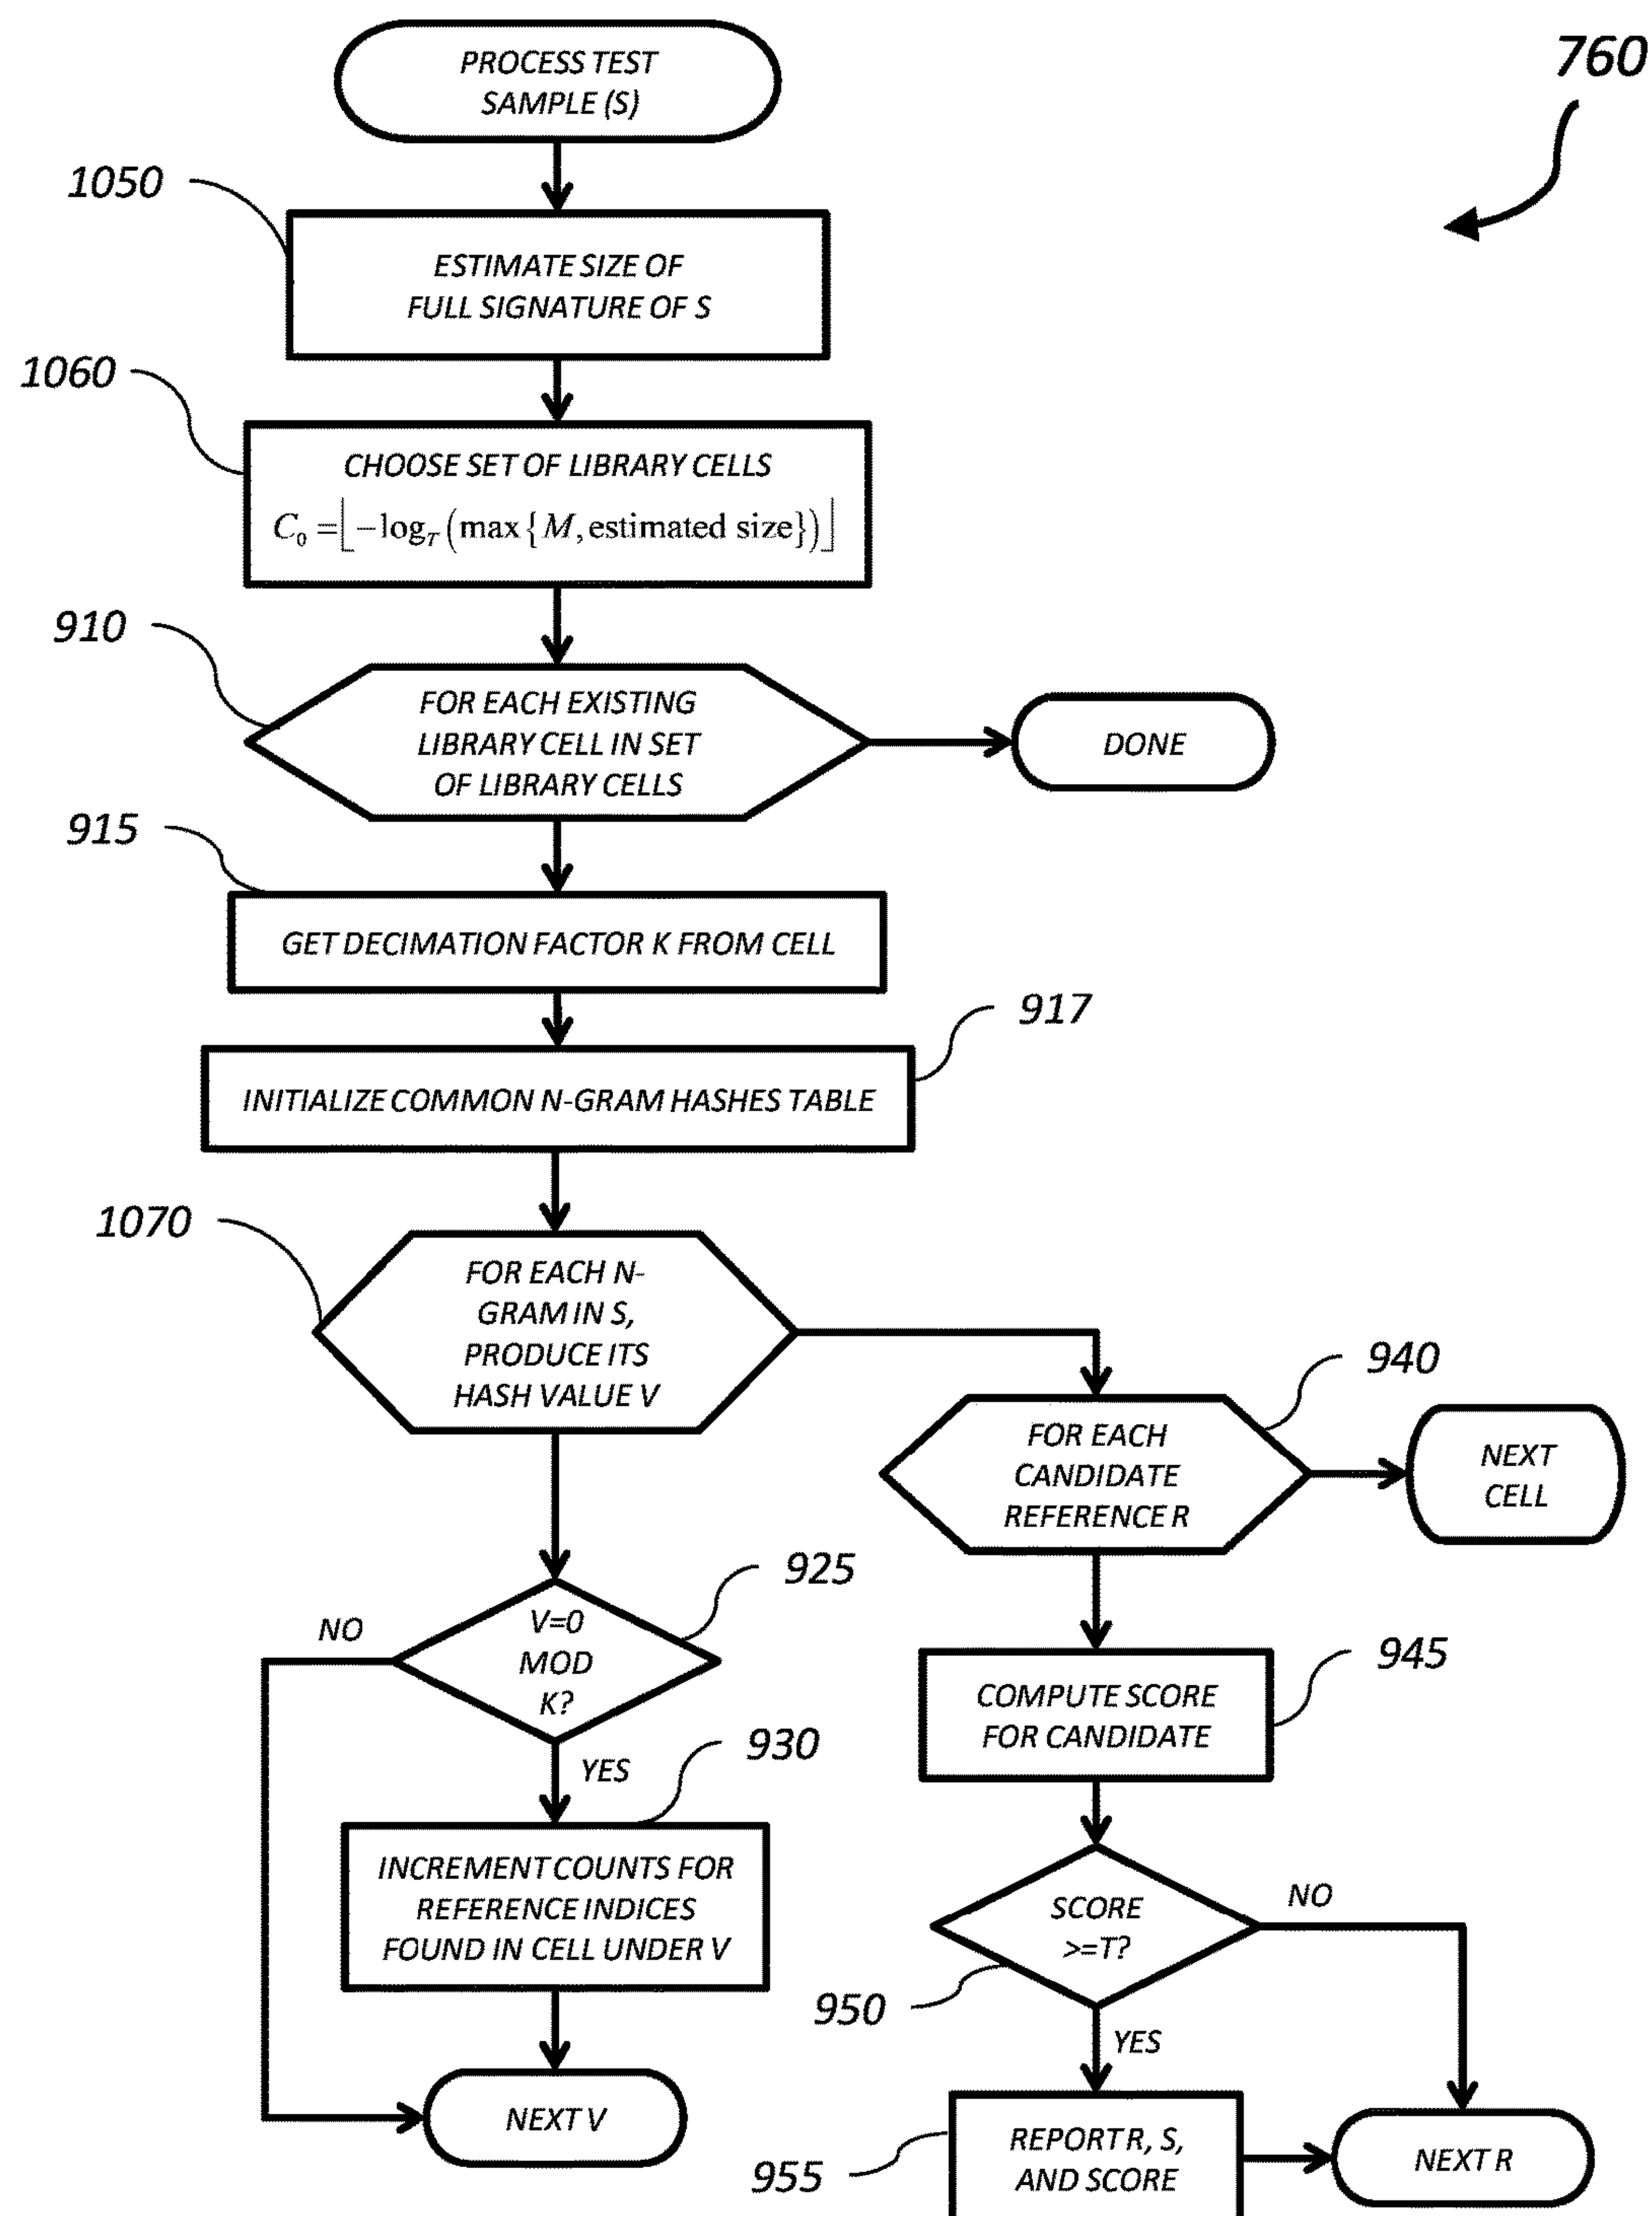 PROCESS TEST
SAMPLE (S)
760
1050
ESTIMATE SIZE OF
FULL SIGNATURE OF S
1060
CHOOSE SET OF LIBRARY CELLS
C₀ = ⌊−log_T (max{M, estimated size})⌋
910
FOR EACH EXISTING
LIBRARY CELL IN SET
OF LIBRARY CELLS
DONE
915
GET DECIMATION FACTOR K FROM CELL
917
INITIALIZE COMMON N-GRAM HASHES TABLE
1070
FOR EACH N-
GRAM IN S,
PRODUCE ITS
HASH VALUE V
940
FOR EACH
CANDIDATE
REFERENCE R
NEXT
CELL
925
V=0
MOD
K?
NO
YES
930
INCREMENT COUNTS FOR
REFERENCE INDICES
FOUND IN CELL UNDER V
NEXT V
945
COMPUTE SCORE
FOR CANDIDATE
SCORE
>=T?
NO
950
YES
955
REPORT R, S,
AND SCORE
NEXT R